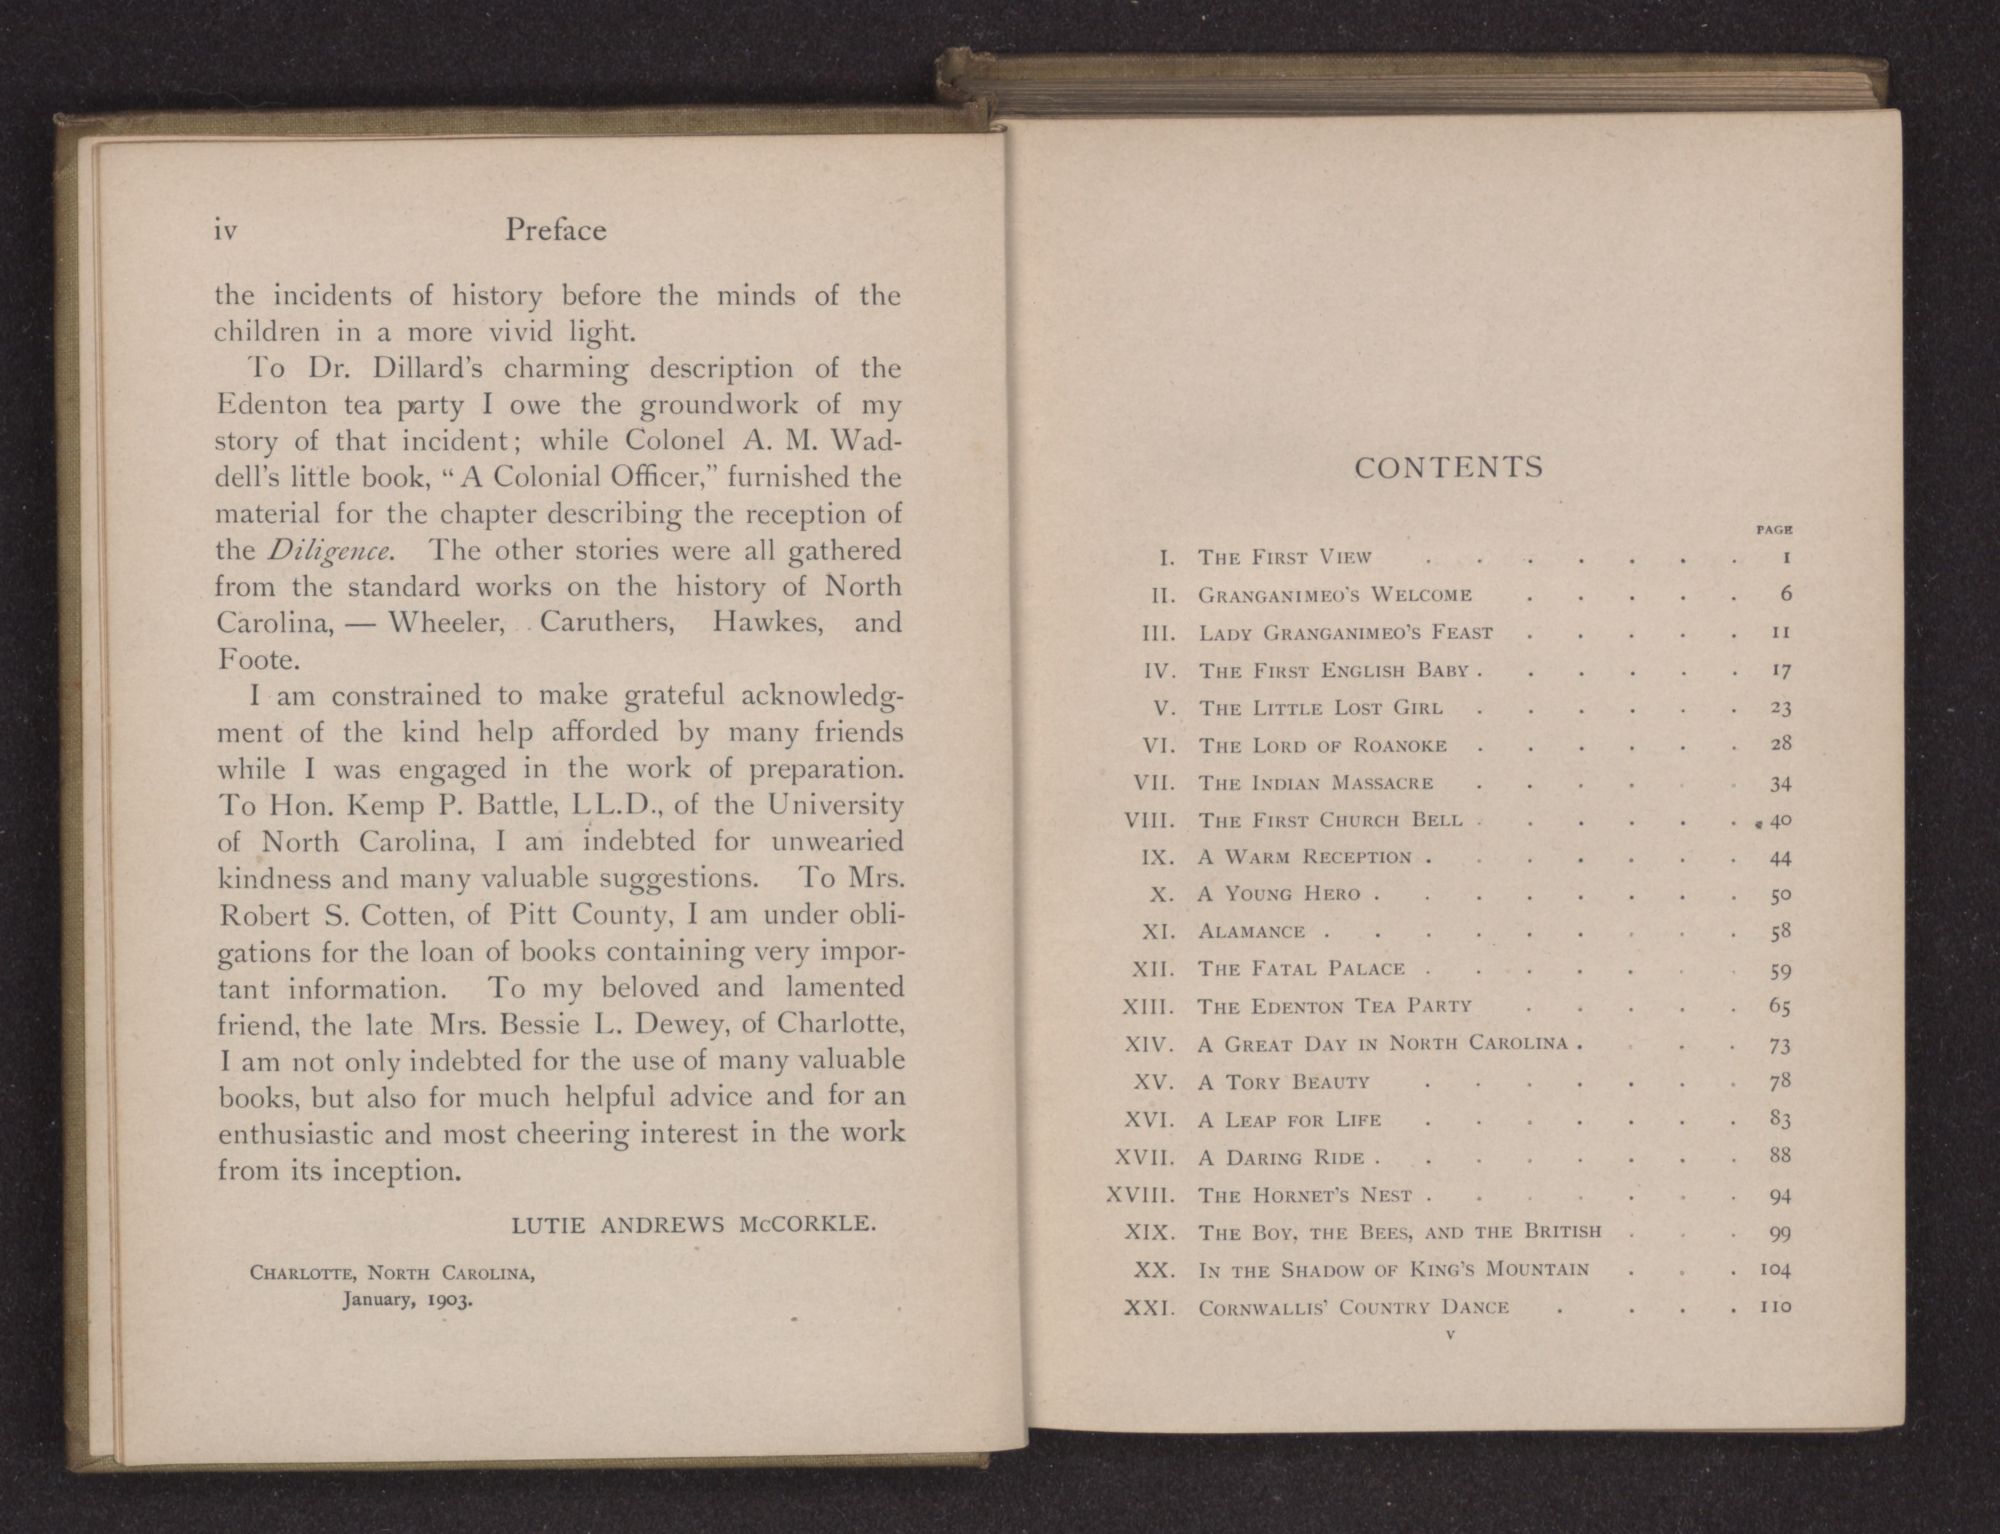 iv Preface
the incidents of history before the minds of the
children in a more vivid light.
To Dr. Dillard's charming description of the
Edenton tea party I owe the groundwork of my
story of that incident; while Colonel A. M. Wad-
dell's little book, "A Colonial Officer," furnished the
material for the chapter describing the reception of
the Diligence. The other stories were all gathered
from the standard works on the history of North
Carolina, — Wheeler, Caruthers, Hawkes, and
Foote.
I am constrained to make grateful acknowledg-
ment of the kind help afforded by many friends
while I was engaged in the work of preparation.
To Hon. Kemp P. Battle, LL.D., of the University
of North Carolina, I am indebted for unwearied
kindness and many valuable suggestions. To Mrs.
Robert S. Cotten, of Pitt County, I am under obli-
gations for the loan of books containing very impor-
tant information. To my beloved and lamented
friend, the late Mrs. Bessie L. Dewey, of Charlotte,
I am not only indebted for the use of many valuable
books, but also for much helpful advice and for an
enthusiastic and most cheering interest in the work
from its inception.
LUTIE ANDREWS McCORKLE.
Charlotte, North Carolina,
January, 1903.
CONTENTS
PAGE
I. The First View . . . . . . . 1
II. Granganimeo's Welcome . . . . . 6
III. Lady Granganimeo's Feast . . . . . 11
IV. The First English Baby . . . . . . 17
V. The Little Lost Girl . . . . . . 23
VI. The Lord of Roanoke . . . . . . 28
VII. The Indian Massacre . . . . . . 34
VIII. The First Church Bell . . . . . . 40
IX. A Warm Reception . . . . . . . 44
X. A Young Hero . . . . . . . . 50
XI. Alamance . . . . . . . . . 58
XII. The Fatal Palace . . . . . . . 59
XIII. The Edenton Tea Party . . . . . 65
XIV. A Great Day in North Carolina . . . . 73
XV. A Tory Beauty . . . . . . . 78
XVI. A Leap for Life . . . . . . . 83
XVII. A Daring Ride . . . . . . . . 88
XVIII. The Hornet's Nest . . . . . . . 94
XIX. The Boy, the Bees, and the British . . . 99
XX. In the Shadow of King's Mountain . . . 104
XXI. Cornwallis' Country Dance . . . . 110
v